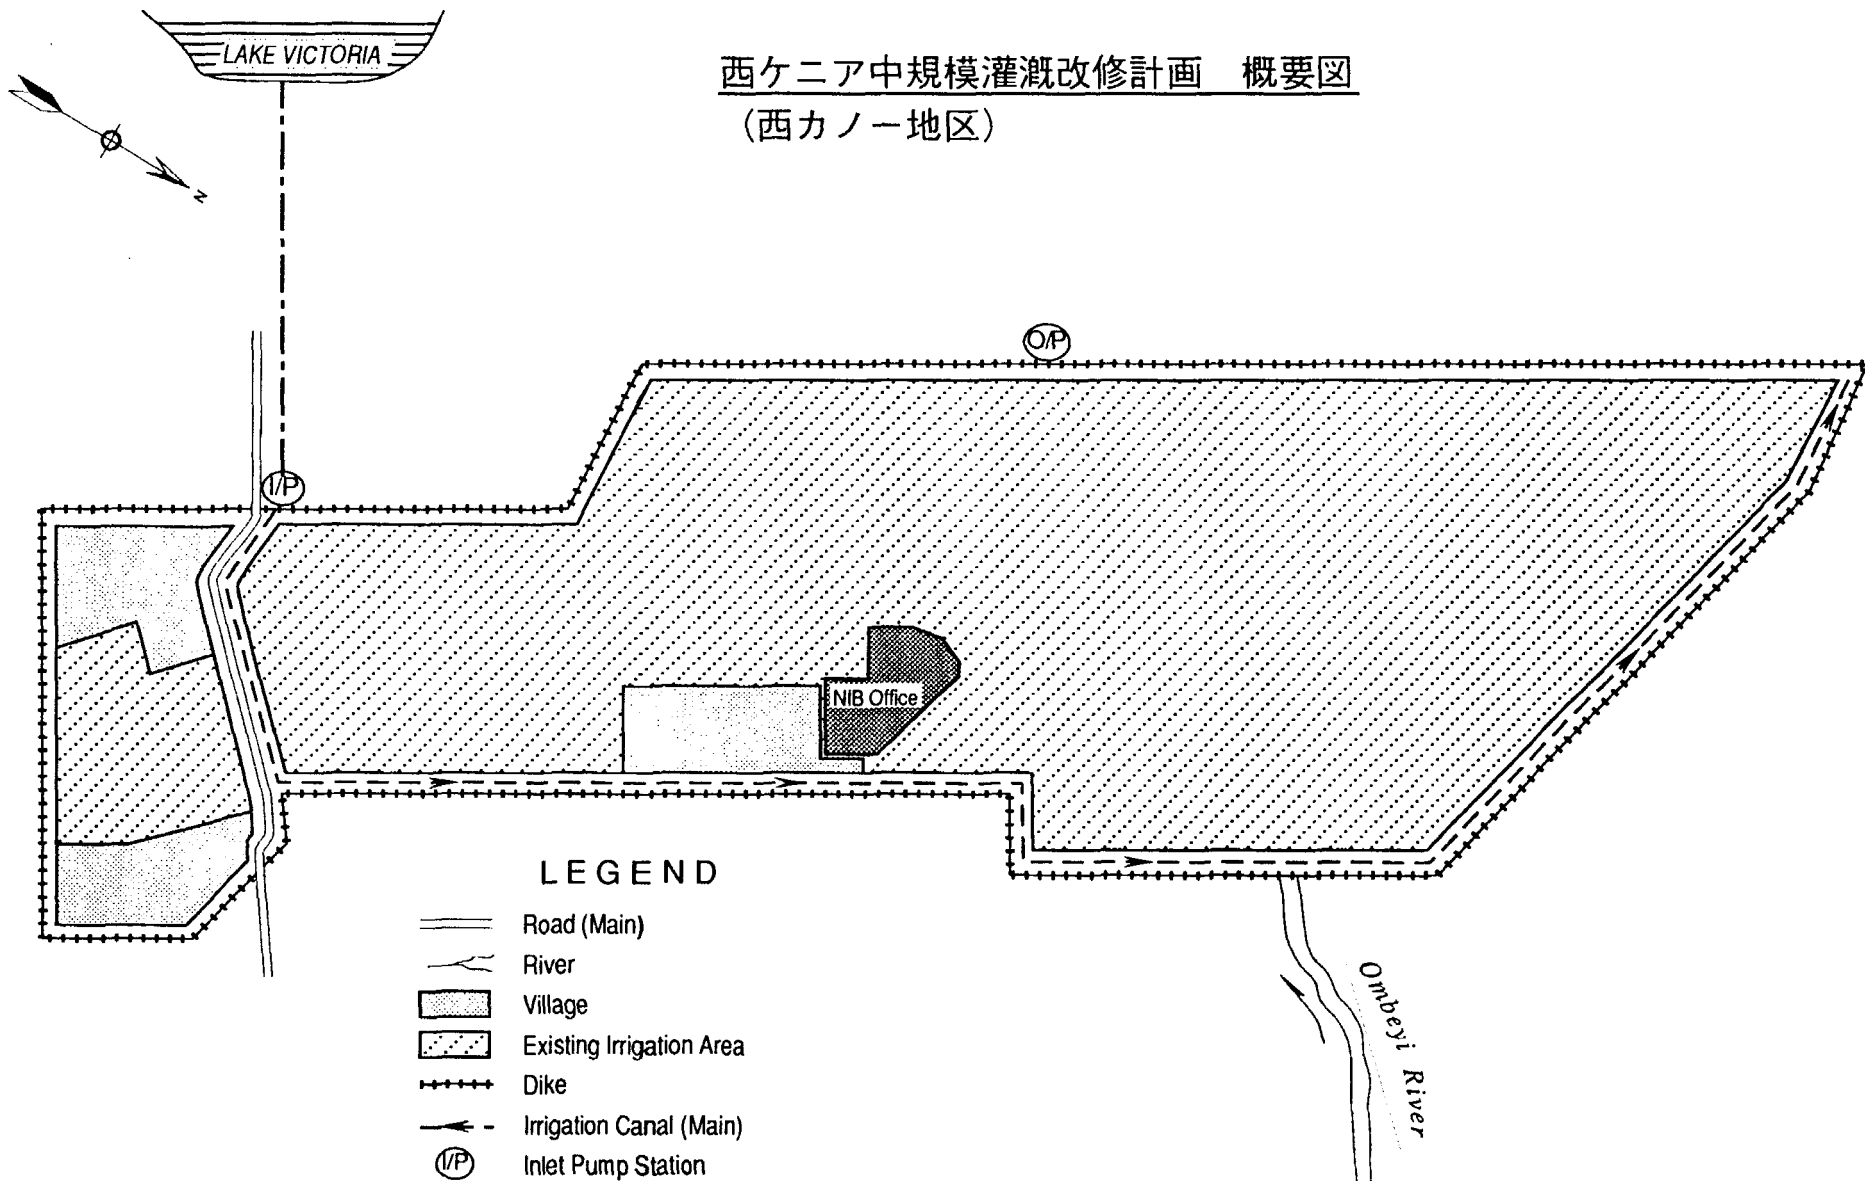 LAKE VICTORIA
西ケニア中規模灌漑改修計画 概要図
(西カノー地区)
N
O/P
I/P
NIB Office
LEGEND
Road (Main)
River
Village
Existing Irrigation Area
Dike
Irrigation Canal (Main)
I/P Inlet Pump Station
Ombeyi River